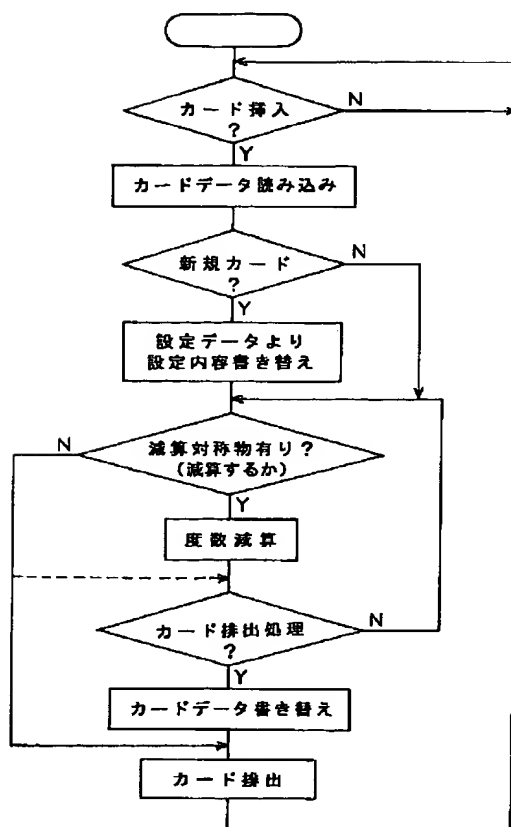 カード挿入
?
N
Y
カードデータ読み込み
新規カード
?
N
Y
設定データより
設定内容書き替え
N
減算対称物有り?
(減算するか)
Y
度数減算
カード排出処理
?
N
Y
カードデータ書き替え
カード排出